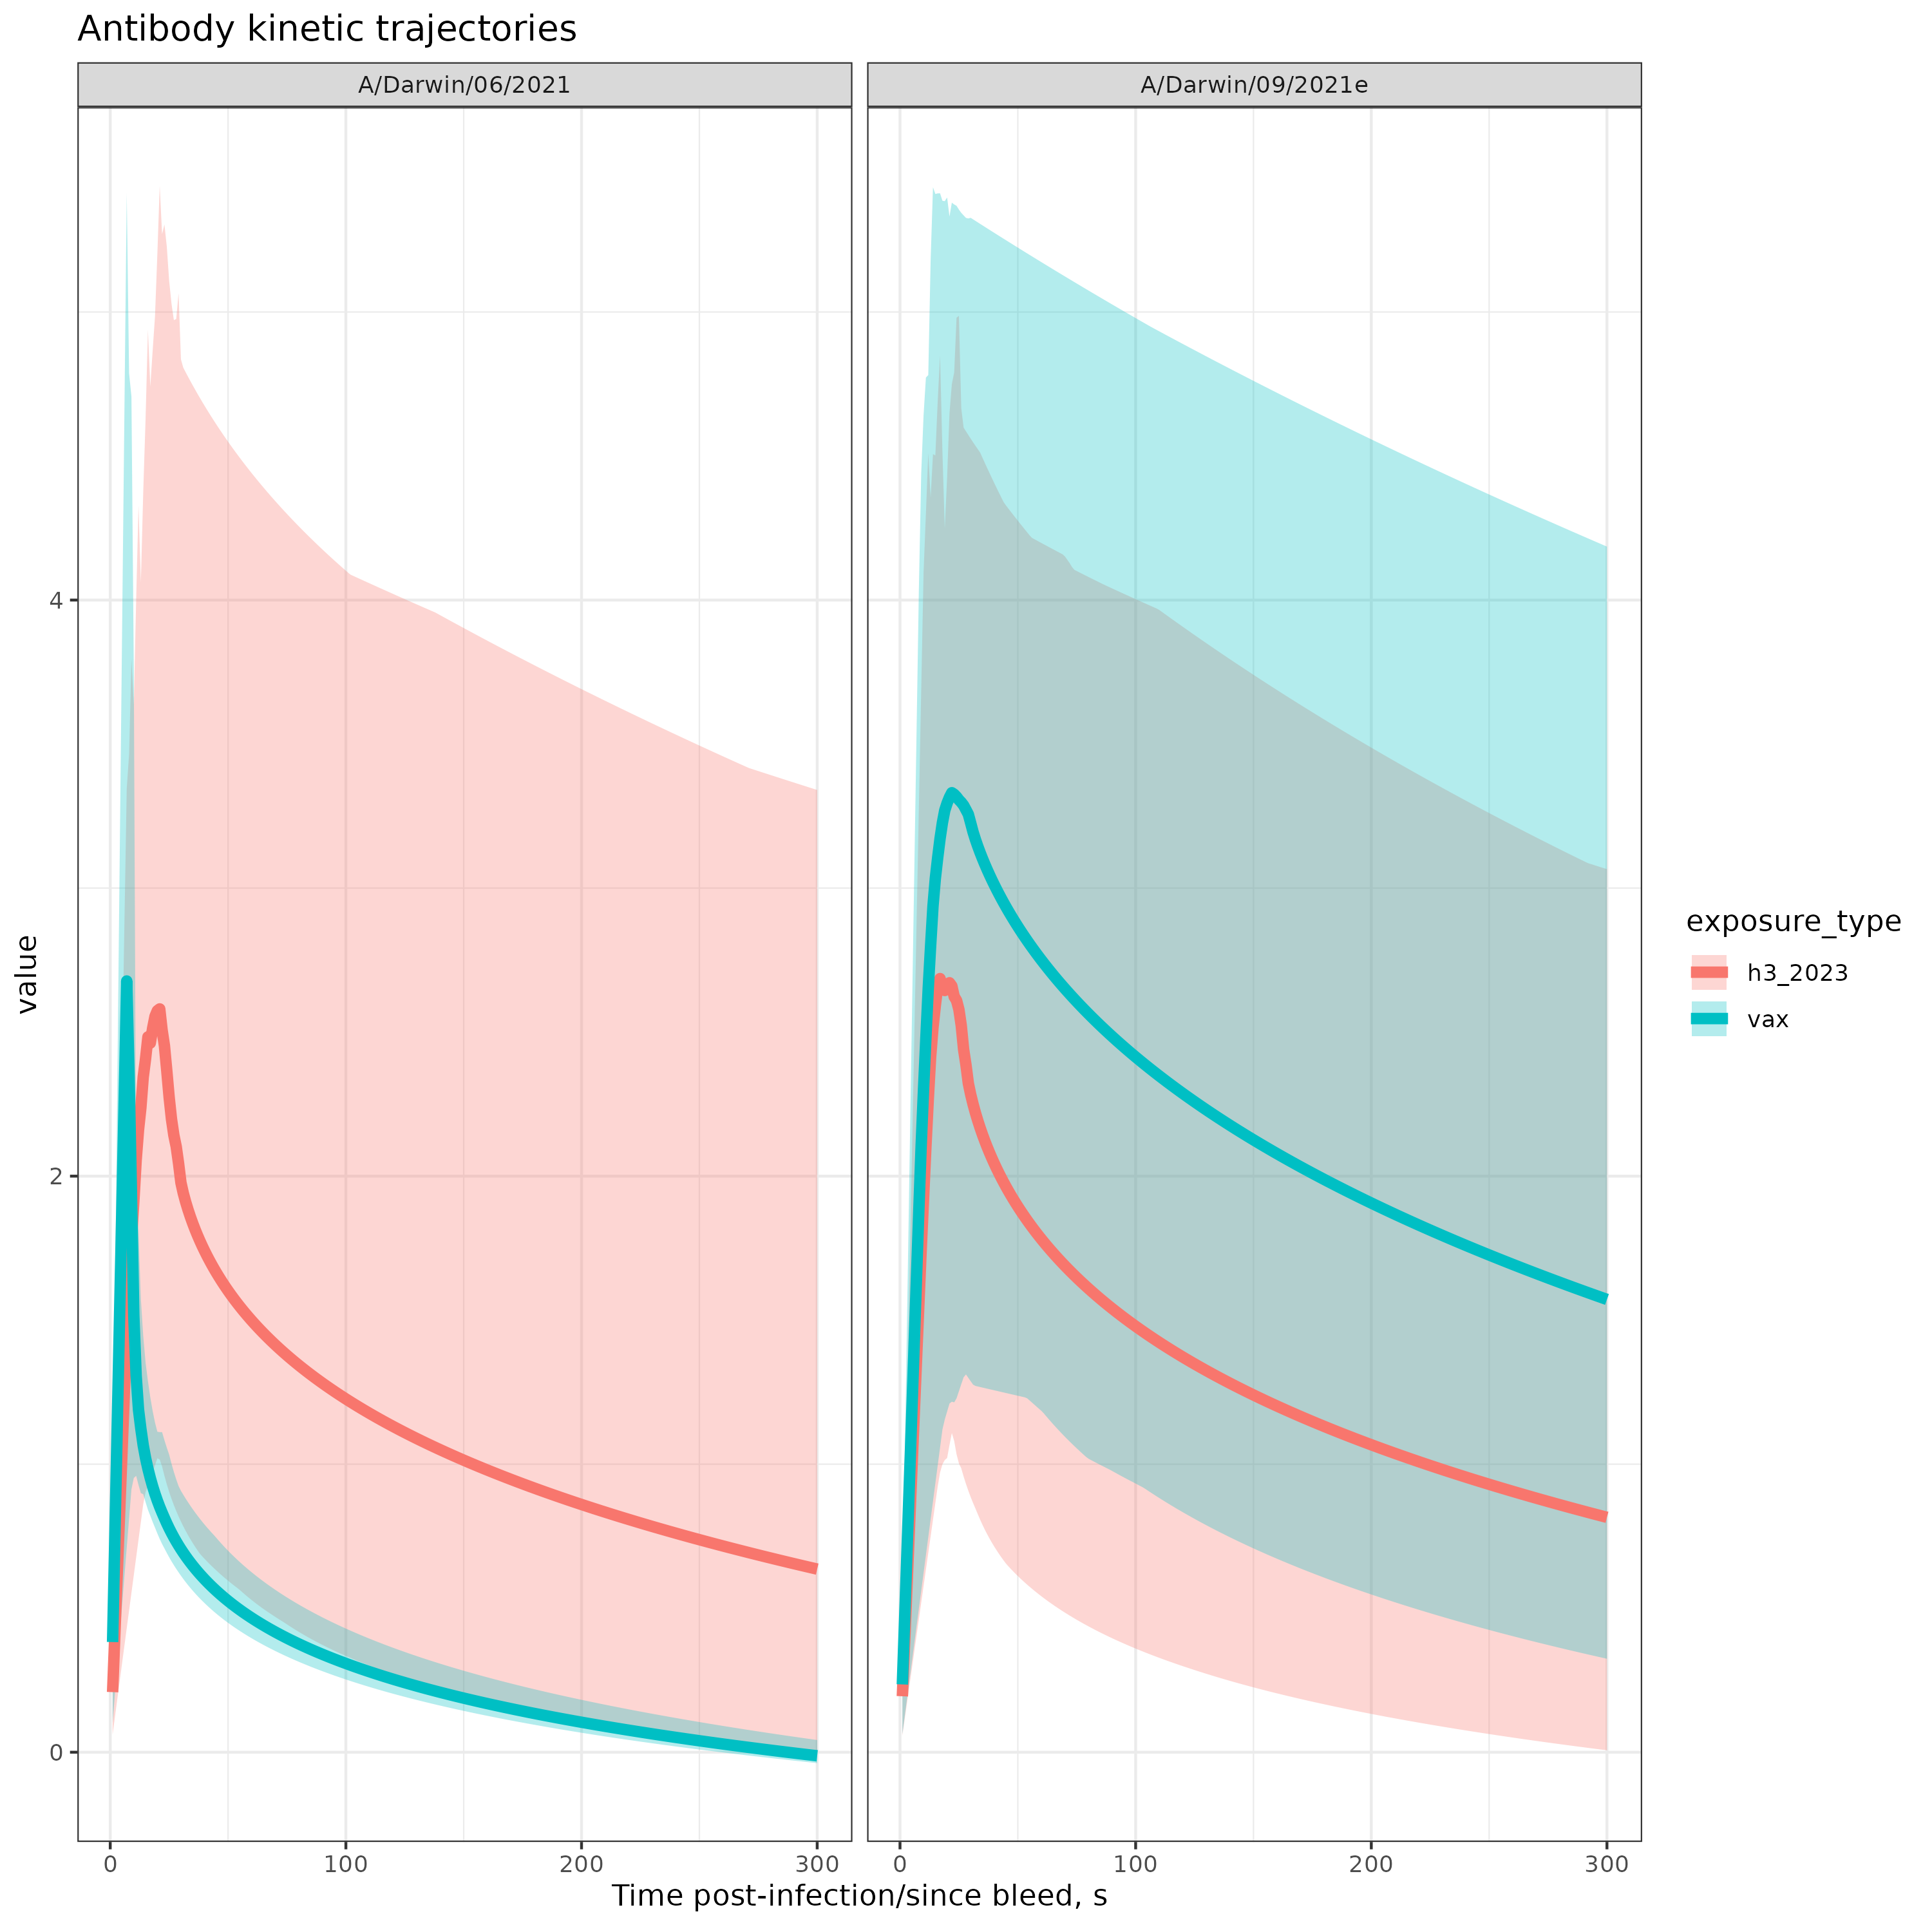 Antibody kinetic trajectories
A/Darwin/06/2021
A/Darwin/09/2021e
value
4
2
0
0
100
200
300
0
100
200
300
Time post-infection/since bleed, s
exposure_type
h3_2023
vax